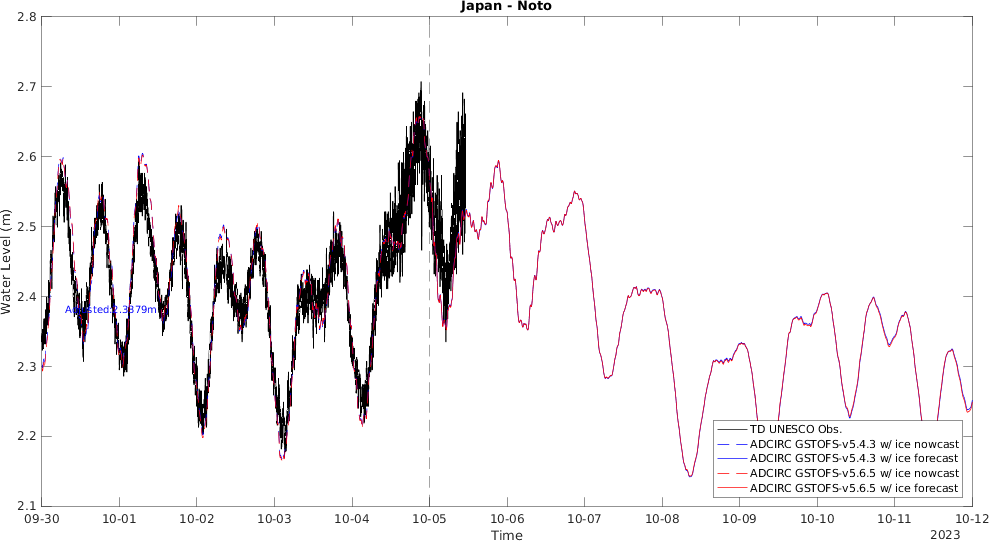 Japan - Noto
2.8
2.7
2.6
2.5
2.4
2.3
2.2
2.1
Water Level (m)
09-30
10-01
10-02
10-03
10-04
10-05
10-06
10-07
10-08
10-09
10-10
10-11
10-12
Time
2023
TD UNESCO Obs.
ADCIRC GSTOFS-v5.4.3 w/ ice nowcast
ADCIRC GSTOFS-v5.4.3 w/ ice forecast
ADCIRC GSTOFS-v5.6.5 w/ ice nowcast
ADCIRC GSTOFS-v5.6.5 w/ ice forecast